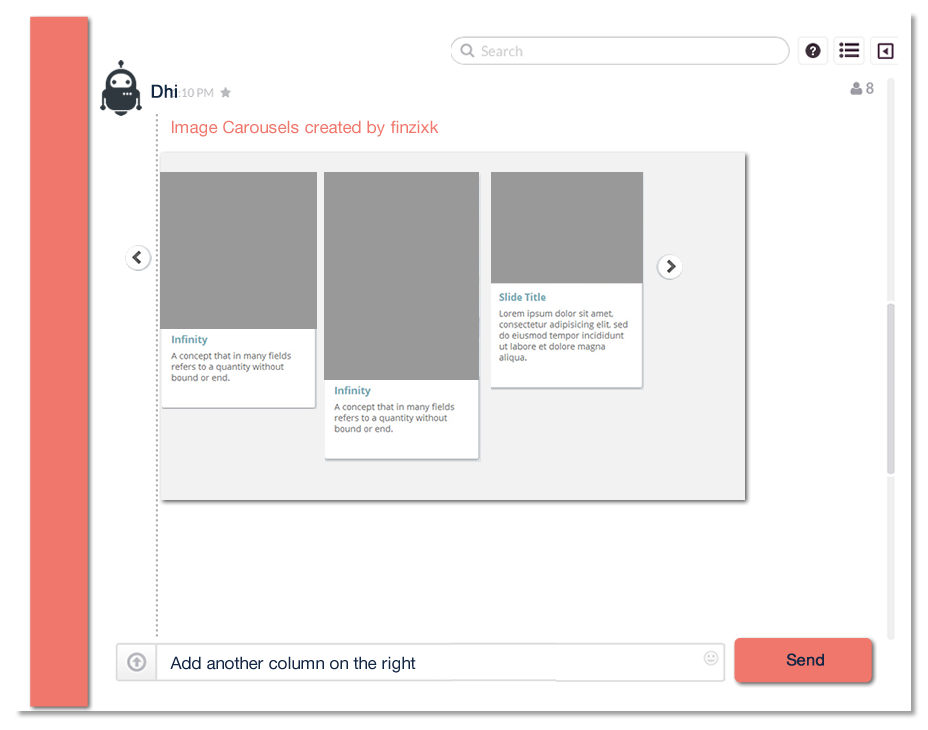 Search
Dhi:10 PM
8
Image Carousels created by finzixk
Infinity
A concept that in many fields
refers to a quantity without
bound or end.
Infinity
A concept that in many fields
refers to a quantity without
bound or end.
Slide Title
Lorem ipsum dolor sit amet,
consectetur adipisicing elit, sed
do eiusmod tempor incididunt
ut labore et dolore magna
aliqua.
Add another column on the right
Send